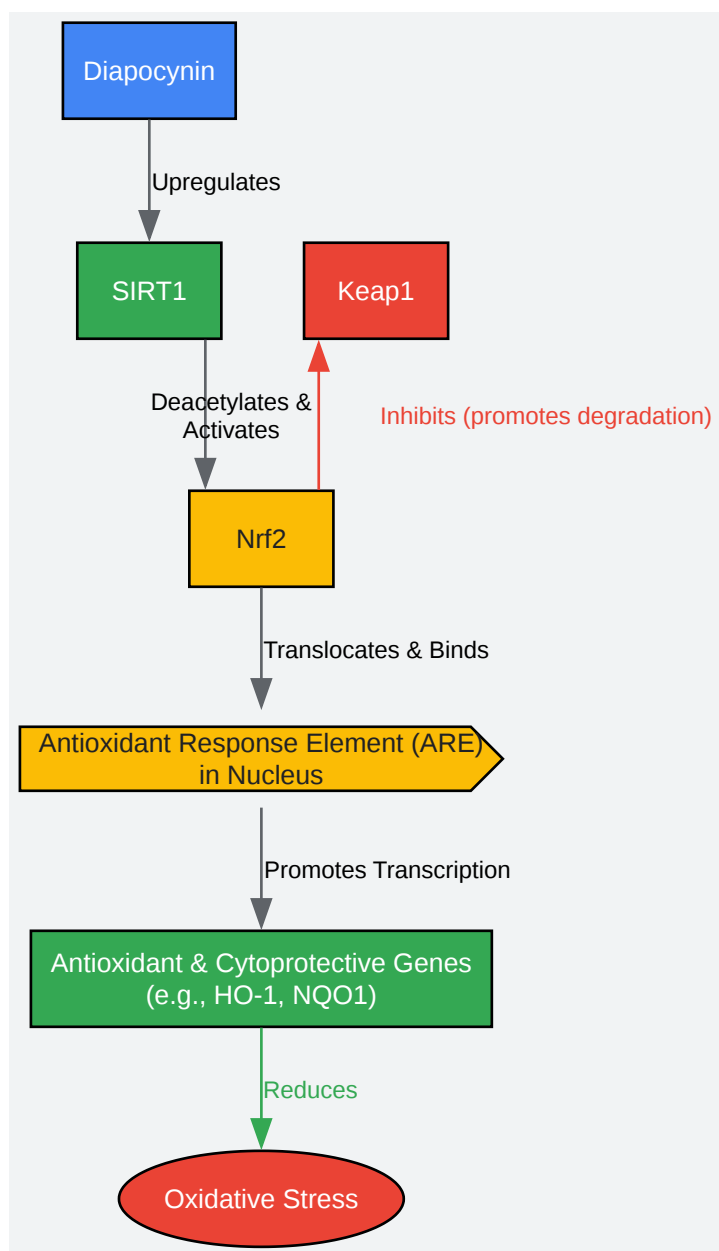 Diapocynin
Upregulates
SIRT1
Keap1
Deacetylates &
Activates
Inhibits (promotes degradation)
Nrf2
Translocates & Binds
Antioxidant Response Element (ARE)
in Nucleus
Promotes Transcription
Antioxidant & Cytoprotective Genes
(e.g., HO-1, NQO1)
Reduces
Oxidative Stress